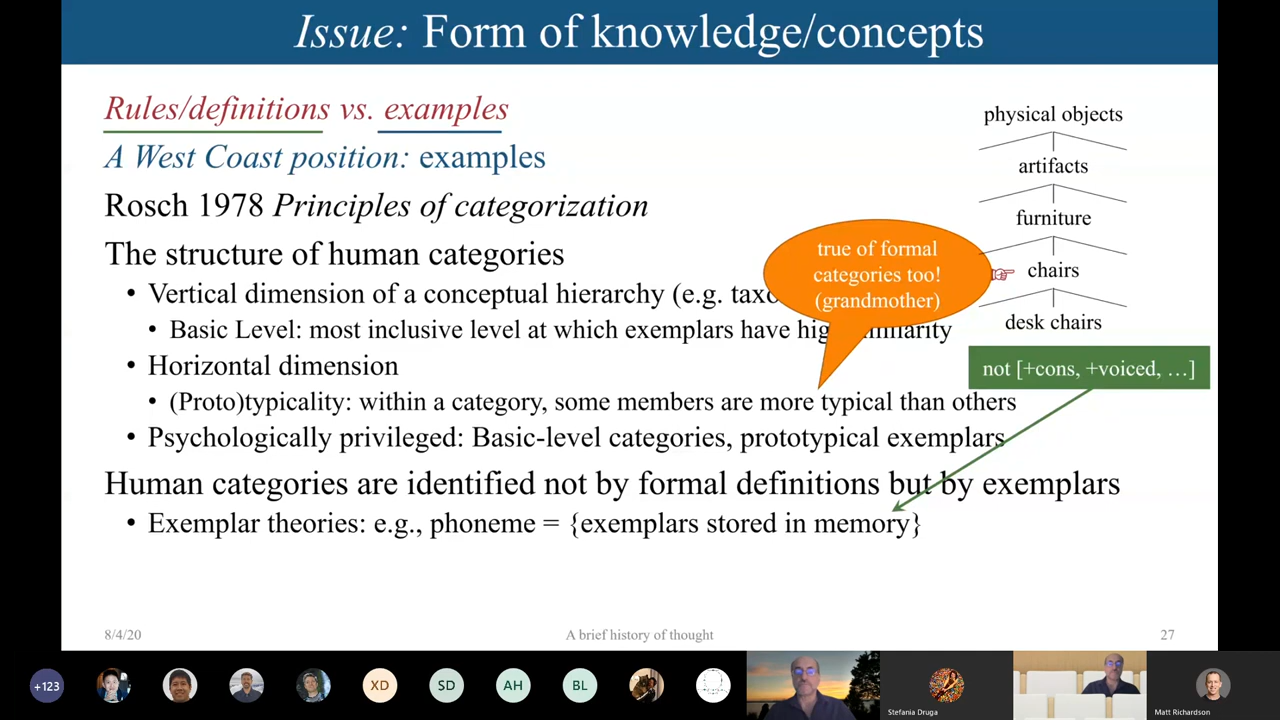 Issue: Form of knowledge/concepts
Rules/definitions vs. examples
A West Coast position: examples
Rosch 1978 Principles of categorization
The structure of human categories
• Vertical dimension of a conceptual hierarchy (e.g. taxo
• Basic Level: most inclusive level at which exemplars have hig milarity
• Horizontal dimension
• (Proto)typicality: within a category, some members are more typical than others
• Psychologically privileged: Basic-level categories, prototypical exemplars
Human categories are identified not by formal definitions but by exemplars
• Exemplar theories: e.g., phoneme = {exemplars stored in memory}
true of formal
categories too!
(grandmother)
physical objects
artifacts
furniture
chairs
desk chairs
not [+cons, +voiced, …]
8/4/20
A brief history of thought
27
+123
XD
SD
AH
BL
Stefania Druga
Matt Richardson